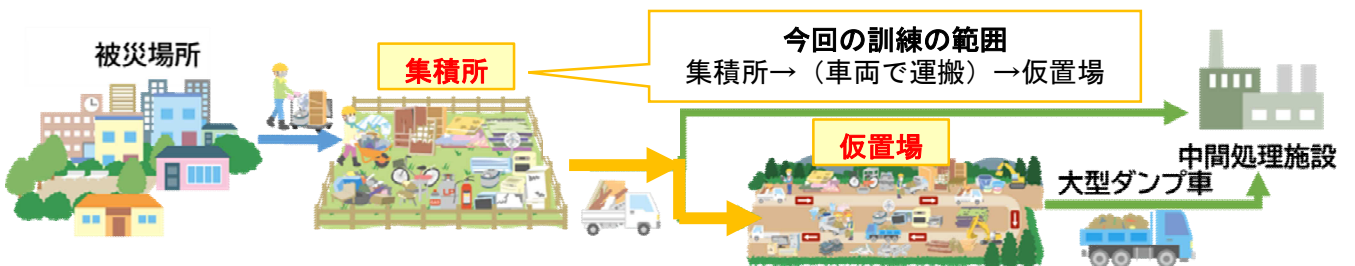 被災場所
集積所
今回の訓練の範囲
集積所→（車両で運搬）→仮置場
仮置場
中間処理施設
大型ダンプ車